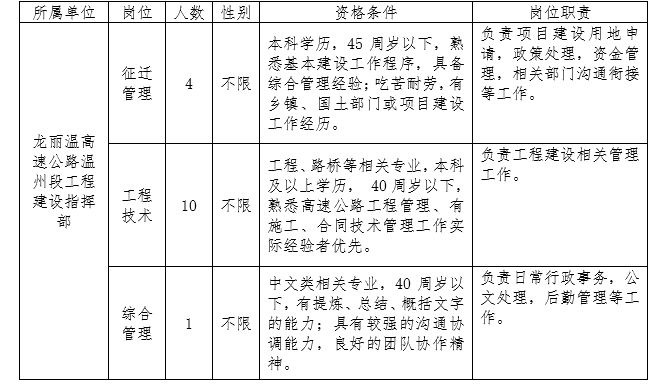 所属单位 岗位 人数 性别 资格条件 岗位职责
龙丽温高
速公路温
州段工程
建设指挥
部
征迁
管理
4
不限
本科学历，45 周岁以下，熟
悉基本建设工作程序，具备
综合管理经验；吃苦耐劳，有
乡镇、国土部门或项目建设
工作经历。
负责项目建设用地申
请，政策处理，资金管
理，相关部门沟通衔接
等工作。
工程
技术
10
不限
工程、路桥等相关专业，本科
及以上学历， 40 周岁以下，
熟悉高速公路工程管理、有
施工、合同技术管理工作实
际经验者优先。
负责工程建设相关管理
工作。
综合
管理
1
不限
中文类相关专业，40 周岁以
下，有提炼、总结、概括文字
的能力；具有较强的沟通协
调能力，良好的团队协作精
神。
负责日常行政事务，公
文处理，后勤管理等工
作。